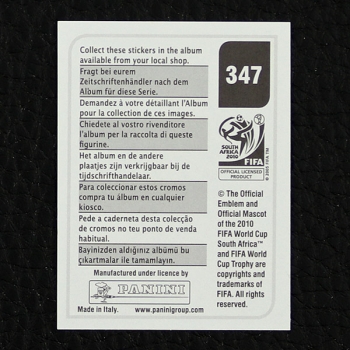 Collect these stickers in the album
available from your local shop.
Fragt bei eurem
Zeitschriftenhändler nach dem
Album für diese Serie.
Demandez à votre détaillant l'Album
pour la collection de ces images.
Chiedete al vostro rivenditore
l'album per la raccolta di queste
figurine.
Het album en de andere
plaatjes zijn verkrijgbaar bij de
tijdschrifthandelaar.
Para coleccionar estos cromos
compra tu álbum en cualquier
kiosco.
Pede a caderneta desta colecção
de cromos no teu ponto de venda
habitual.
Bayinizden aldığınız albümü bu
çıkartmalar ile tamamlayın.
Manufactured under licence by
PANINI
Made in Italy. www.paninigroup.com
347
SOUTH
AFRICA
2010
FIFA
OFFICIAL LICENSED
PRODUCT
© The Official
Emblem and
Official Mascot
of the 2010
FIFA World Cup
South Africa™
and FIFA World
Cup Trophy are
copyrights and
trademarks of
FIFA. All rights
reserved.